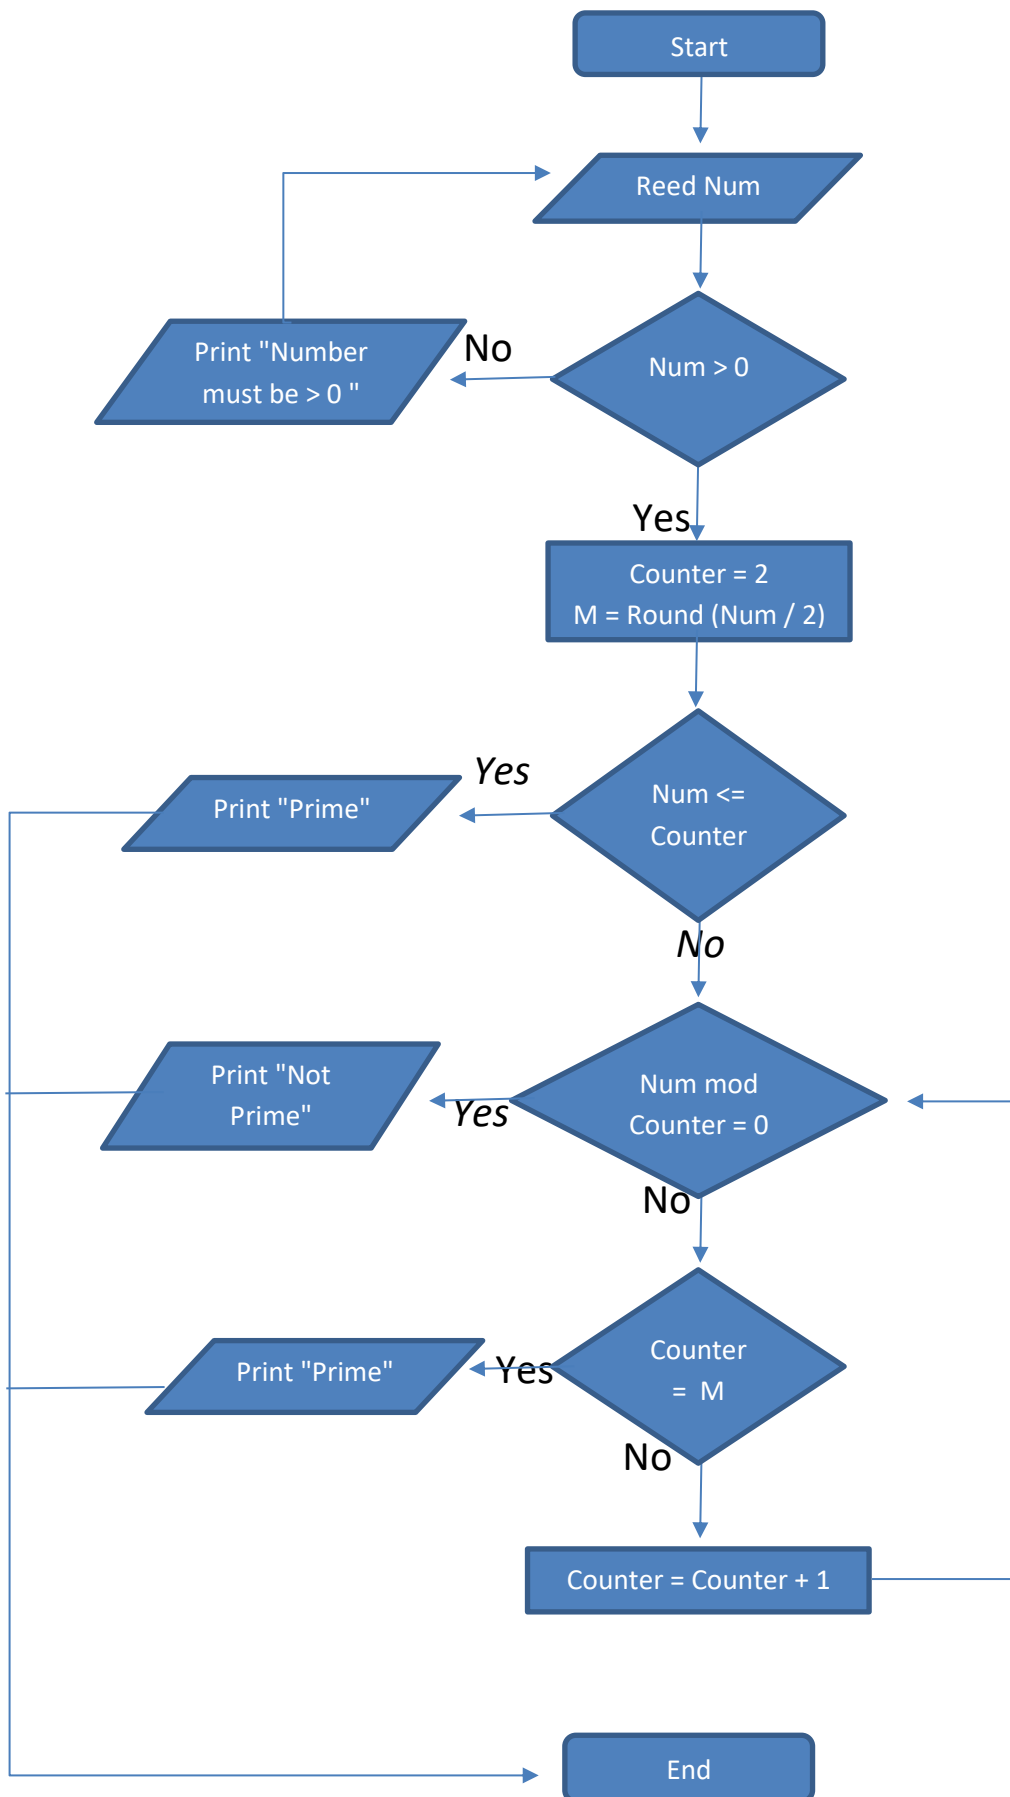 Start
Reed Num
Num > 0
No
Print "Number
must be > 0 "
Yes
Counter = 2
M = Round (Num / 2)
Num <=
Counter
Yes
Print "Prime"
No
Num mod
Counter = 0
Yes
Print "Not
Prime"
No
Counter
= M
Yes
Print "Prime"
No
Counter = Counter + 1
End